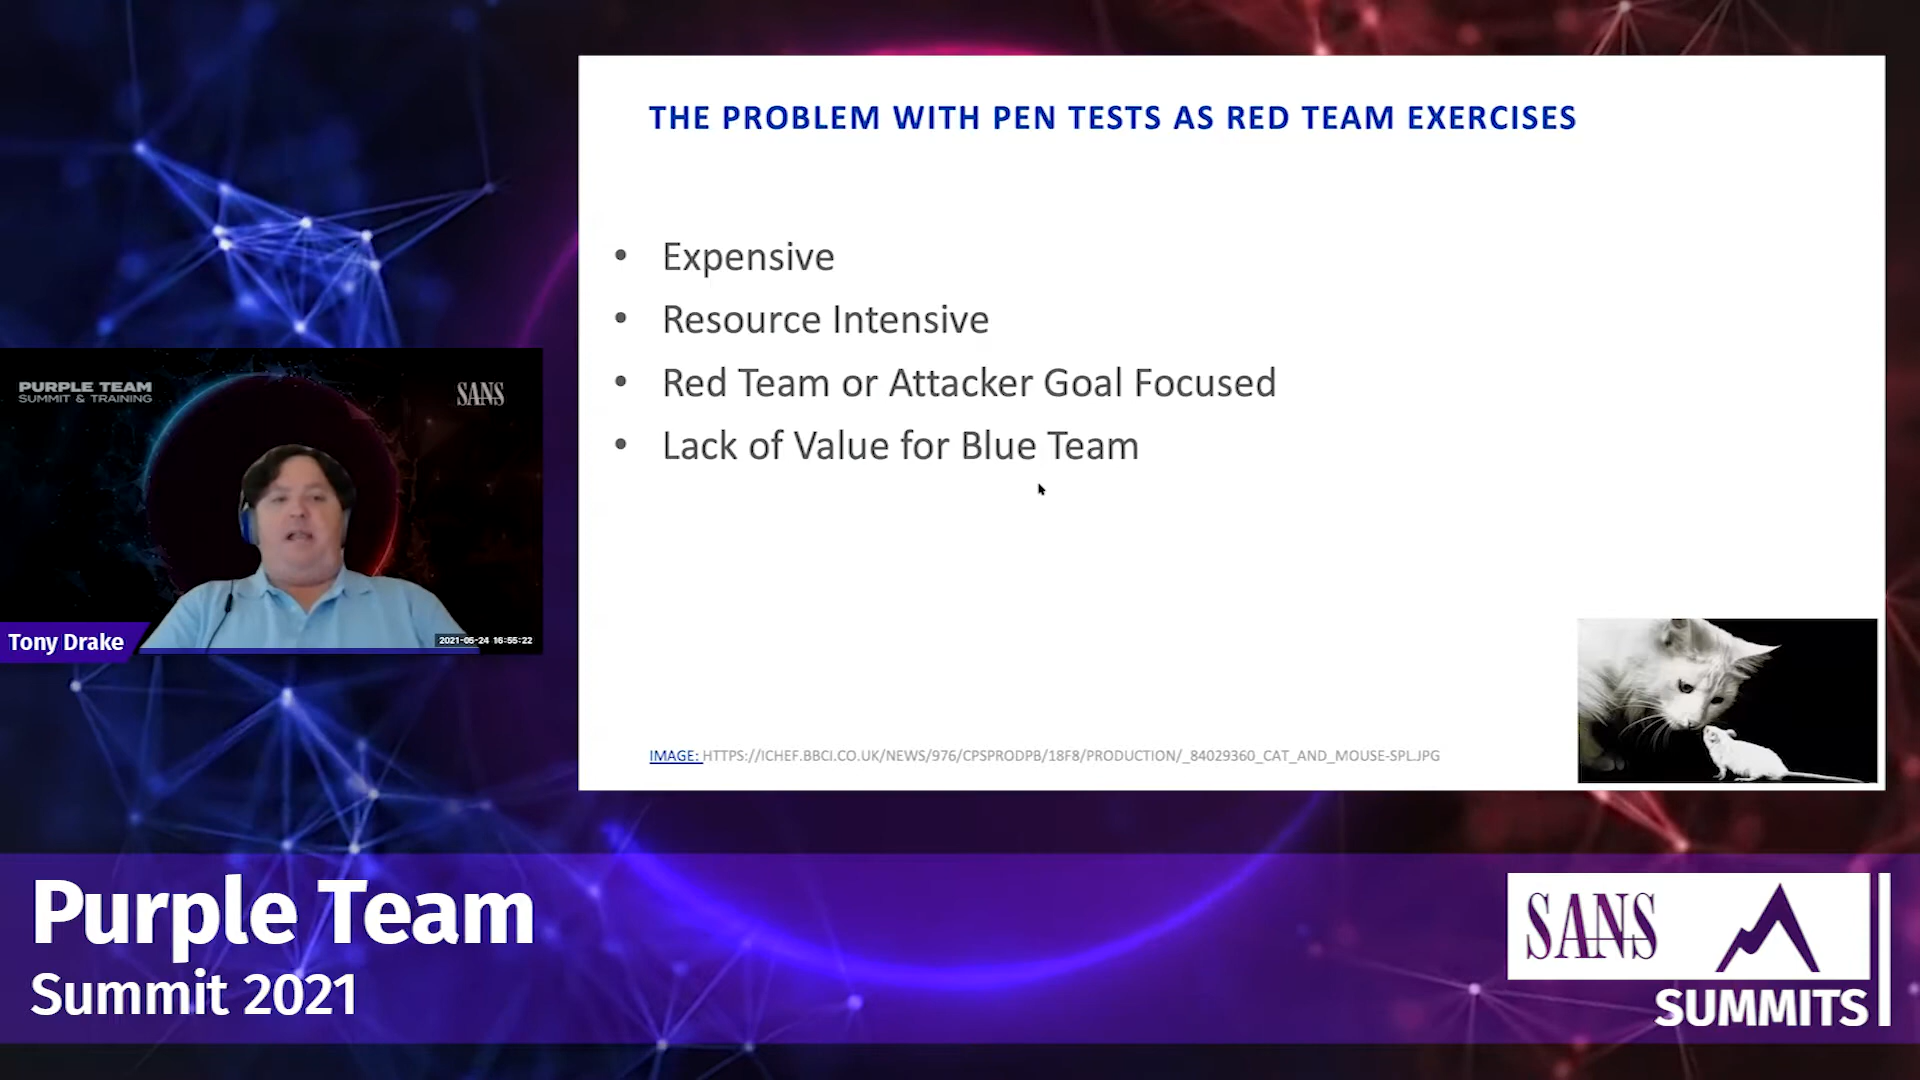 THE PROBLEM WITH PEN TESTS AS RED TEAM EXERCISES
• Expensive
• Resource Intensive
• Red Team or Attacker Goal Focused
• Lack of Value for Blue Team
IMAGE: HTTPS://ICHEF.BBCI.CO.UK/NEWS/976/CPSPRODPB/18F8/PRODUCTION/_84029360_CAT_AND_MOUSE-SPL.JPG
PURPLE TEAM
SUMMIT & TRAINING
SANS
Tony Drake
2021-05-24 16:55:22
Purple Team
Summit 2021
SANS
SUMMITS